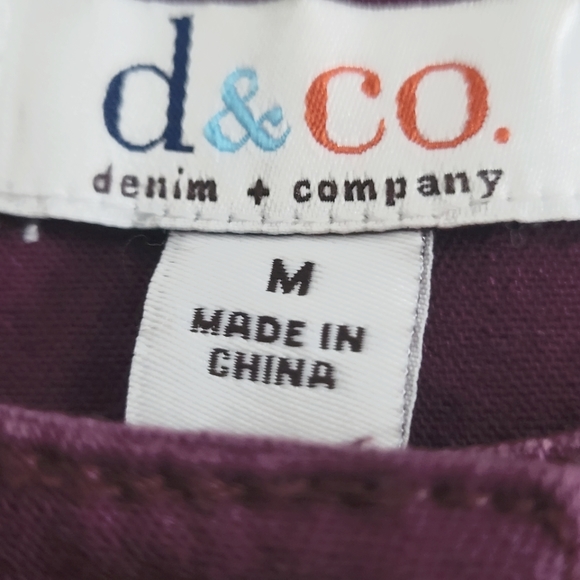 d&co.
denim + company
M
MADE IN
CHINA